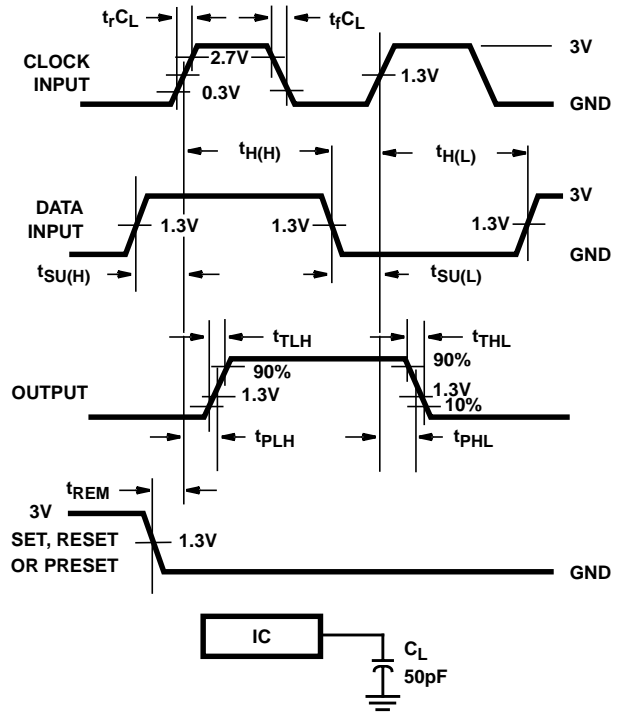 trCL
tfCL
CLOCK
INPUT
2.7V
0.3V
1.3V
3V
GND
tH(H)
tH(L)
DATA
INPUT
1.3V
1.3V
1.3V
3V
GND
tSU(H)
tSU(L)
tTLH
tTHL
OUTPUT
90%
1.3V
90%
1.3V
10%
tPLH
tPHL
tREM
3V
SET, RESET
OR PRESET
1.3V
GND
IC
CL
50pF